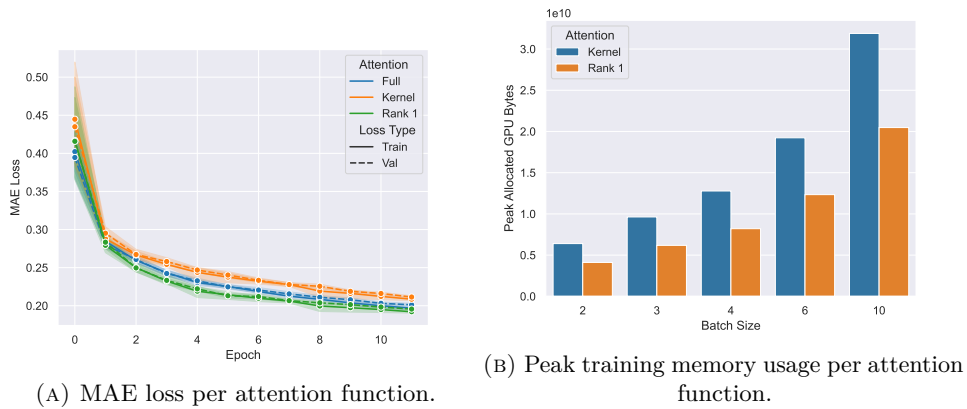 MAE Loss
0.50
0.45
0.40
0.35
0.30
0.25
0.20
0
2
4
6
8
10
Epoch
Attention
Full
Kernel
Rank 1
Loss Type
Train
Val
(A) MAE loss per attention function.
1e10
Peak Allocated GPU Bytes
3.0
2.5
2.0
1.5
1.0
0.5
0.0
2
3
4
6
10
Batch Size
Attention
Kernel
Rank 1
(B) Peak training memory usage per attention
function.